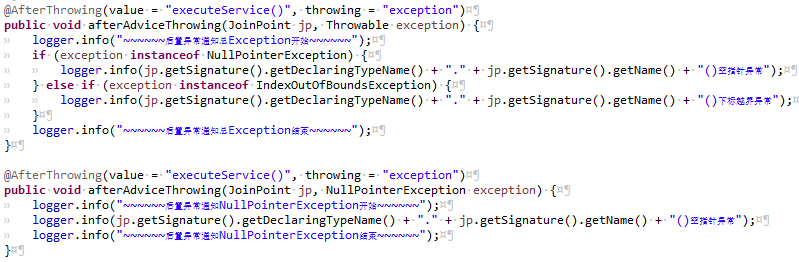 @AfterThrowing(value = "executeService()", throwing = "exception")
public void afterAdviceThrowing(JoinPoint jp, Throwable exception) {
logger.info("~~~~~~后置异常通知总Exception开始~~~~~~");
if (exception instanceof NullPointerException) {
logger.info(jp.getSignature().getDeclaringTypeName() + "." + jp.getSignature().getName() + "()空指针异常");
} else if (exception instanceof IndexOutOfBoundsException) {
logger.info(jp.getSignature().getDeclaringTypeName() + "." + jp.getSignature().getName() + "()下标越界异常");
}
logger.info("~~~~~~后置异常通知总Exception结束~~~~~~");
}
@AfterThrowing(value = "executeService()", throwing = "exception")
public void afterAdviceThrowing(JoinPoint jp, NullPointerException exception) {
logger.info("~~~~~~后置异常通知NullPointerException开始~~~~~~");
logger.info(jp.getSignature().getDeclaringTypeName() + "." + jp.getSignature().getName() + "()空指针异常");
logger.info("~~~~~~后置异常通知NullPointerException结束~~~~~~");
}